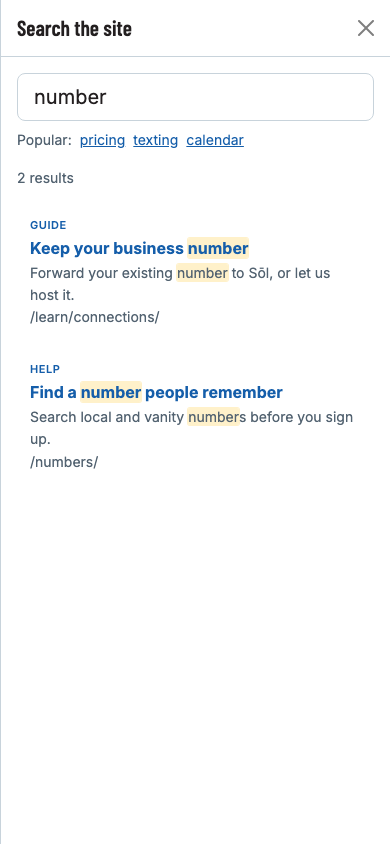 Search the site
number
Popular: pricing texting calendar
2 results
GUIDE
Keep your business number
Forward your existing number to Sōl, or let us
host it.
/learn/connections/
HELP
Find a number people remember
Search local and vanity numbers before you sign
up.
/numbers/